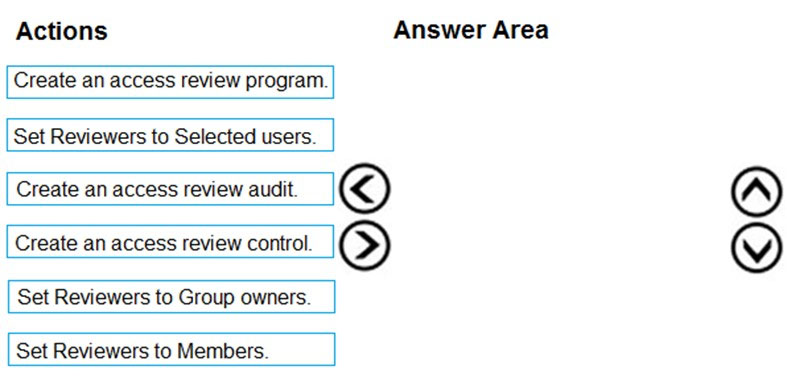 Actions
Answer Area
Create an access review program.
Set Reviewers to Selected users.
Create an access review audit.
Create an access review control.
Set Reviewers to Group owners.
Set Reviewers to Members.